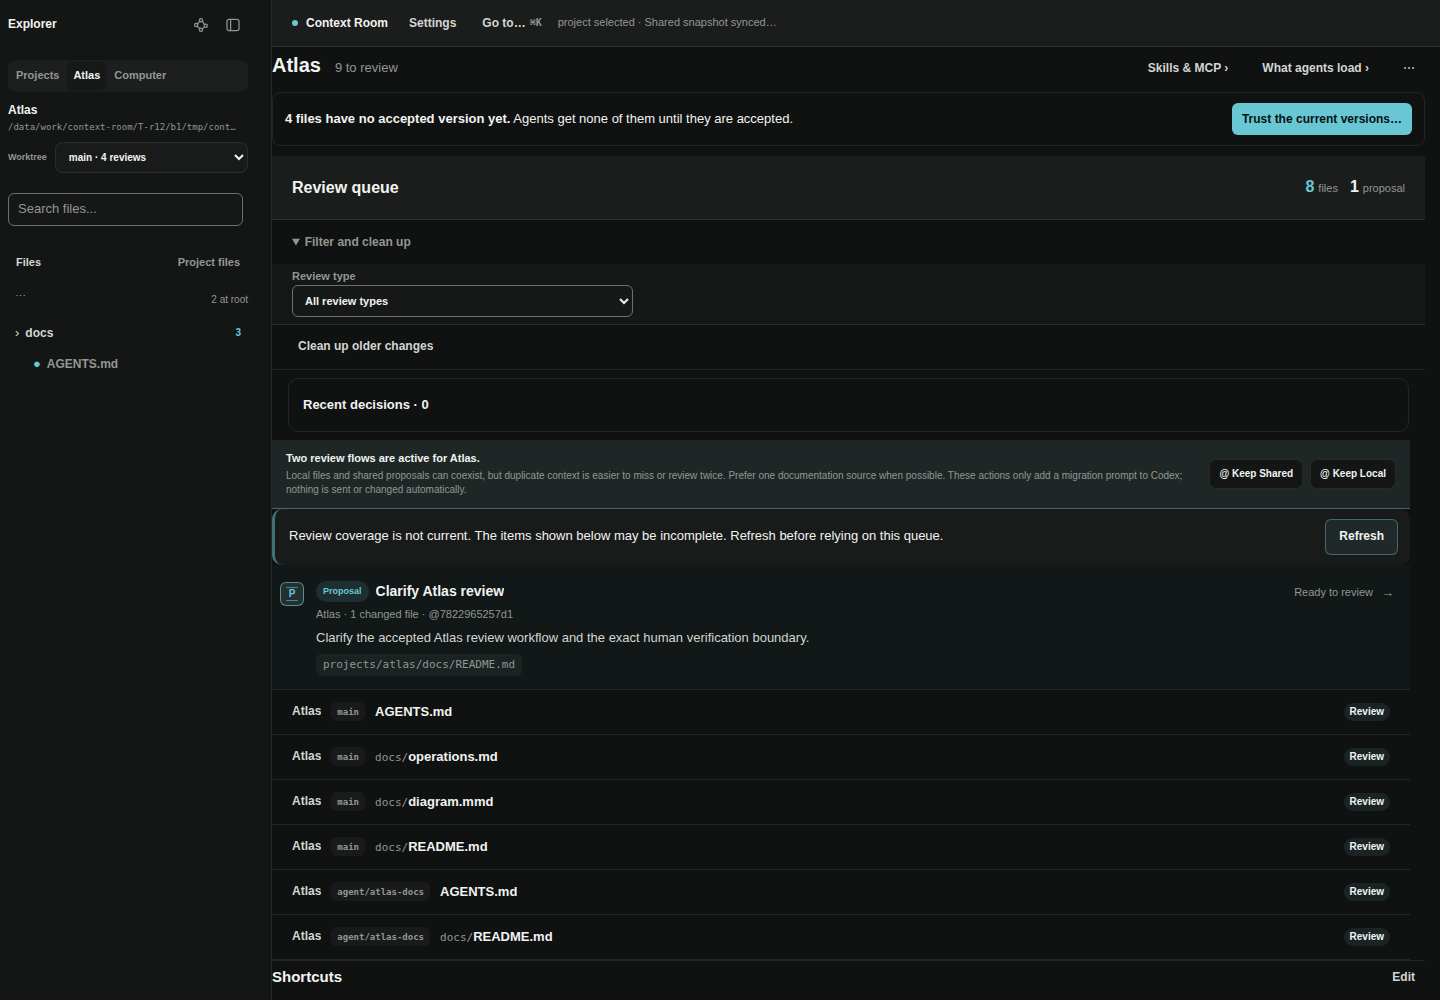 Explorer
Context Room Settings Go to… ⌘K project selected · Shared snapshot synced…
Projects Atlas Computer
Atlas
/data/work/context-room/T-r12/b1/tmp/cont…
Worktree main · 4 reviews
Search files...
Files Project files
… 2 at root
› docs 3
AGENTS.md
Atlas 9 to review Skills & MCP › What agents load › …
4 files have no accepted version yet. Agents get none of them until they are accepted. Trust the current versions…
Review queue 8 files 1 proposal
▼ Filter and clean up
Review type
All review types
Clean up older changes
Recent decisions · 0
Two review flows are active for Atlas.
Local files and shared proposals can coexist, but duplicate context is easier to miss or review twice. Prefer one documentation source when possible. These actions only add a migration prompt to Codex;
nothing is sent or changed automatically.
@ Keep Shared @ Keep Local
Review coverage is not current. The items shown below may be incomplete. Refresh before relying on this queue. Refresh
P Proposal Clarify Atlas review Ready to review →
Atlas · 1 changed file · @7822965257d1
Clarify the accepted Atlas review workflow and the exact human verification boundary.
projects/atlas/docs/README.md
Atlas main AGENTS.md Review
Atlas main docs/operations.md Review
Atlas main docs/diagram.mmd Review
Atlas main docs/README.md Review
Atlas agent/atlas-docs AGENTS.md Review
Atlas agent/atlas-docs docs/README.md Review
Shortcuts Edit